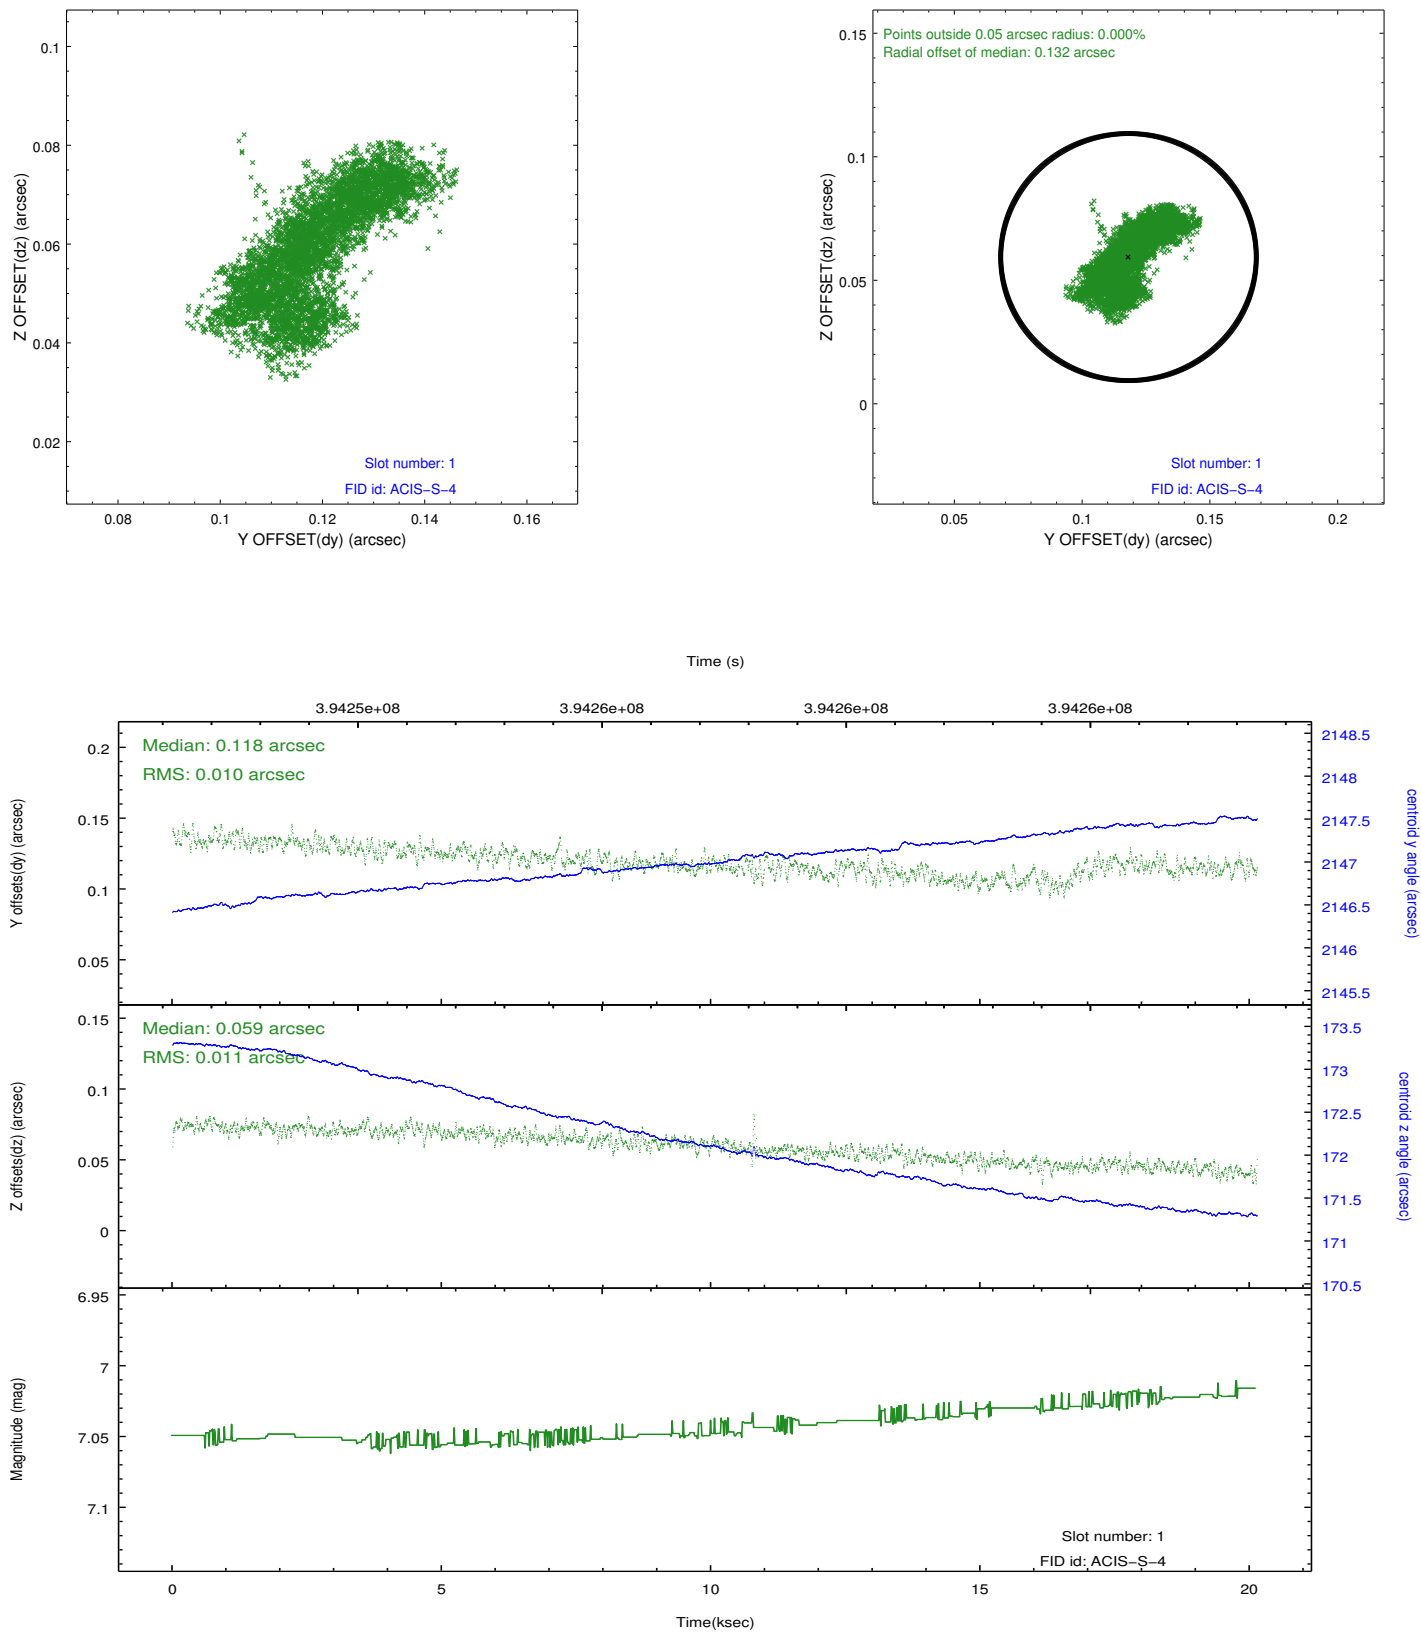 0.1
0.08
0.06
0.04
0.02
Z OFFSET(dz) (arcsec)
Slot number: 1
FID id: ACIS−S−4
0.08 0.1 0.12 0.14 0.16
Y OFFSET(dy) (arcsec)
Points outside 0.05 arcsec radius: 0.000%
Radial offset of median: 0.132 arcsec
0.15
0.1
0.05
0
Z OFFSET(dz) (arcsec)
Slot number: 1
FID id: ACIS−S−4
0.05 0.1 0.15 0.2
Y OFFSET(dy) (arcsec)
Time (s)
3.9425e+08 3.9426e+08 3.9426e+08 3.9426e+08
Median: 0.118 arcsec
RMS: 0.010 arcsec
0.2
0.15
0.1
0.05
Y offsets(dy) (arcsec)
2148.5
2148
2147.5
2147
2146.5
2146
2145.5
centroid y angle (arcsec)
Median: 0.059 arcsec
RMS: 0.011 arcsec
0.15
0.1
0.05
0
Z offsets(dz) (arcsec)
173.5
173
172.5
172
171.5
171
170.5
centroid z angle (arcsec)
6.95
7
7.05
7.1
Magnitude (mag)
Slot number: 1
FID id: ACIS−S−4
0 5 10 15 20
Time(ksec)